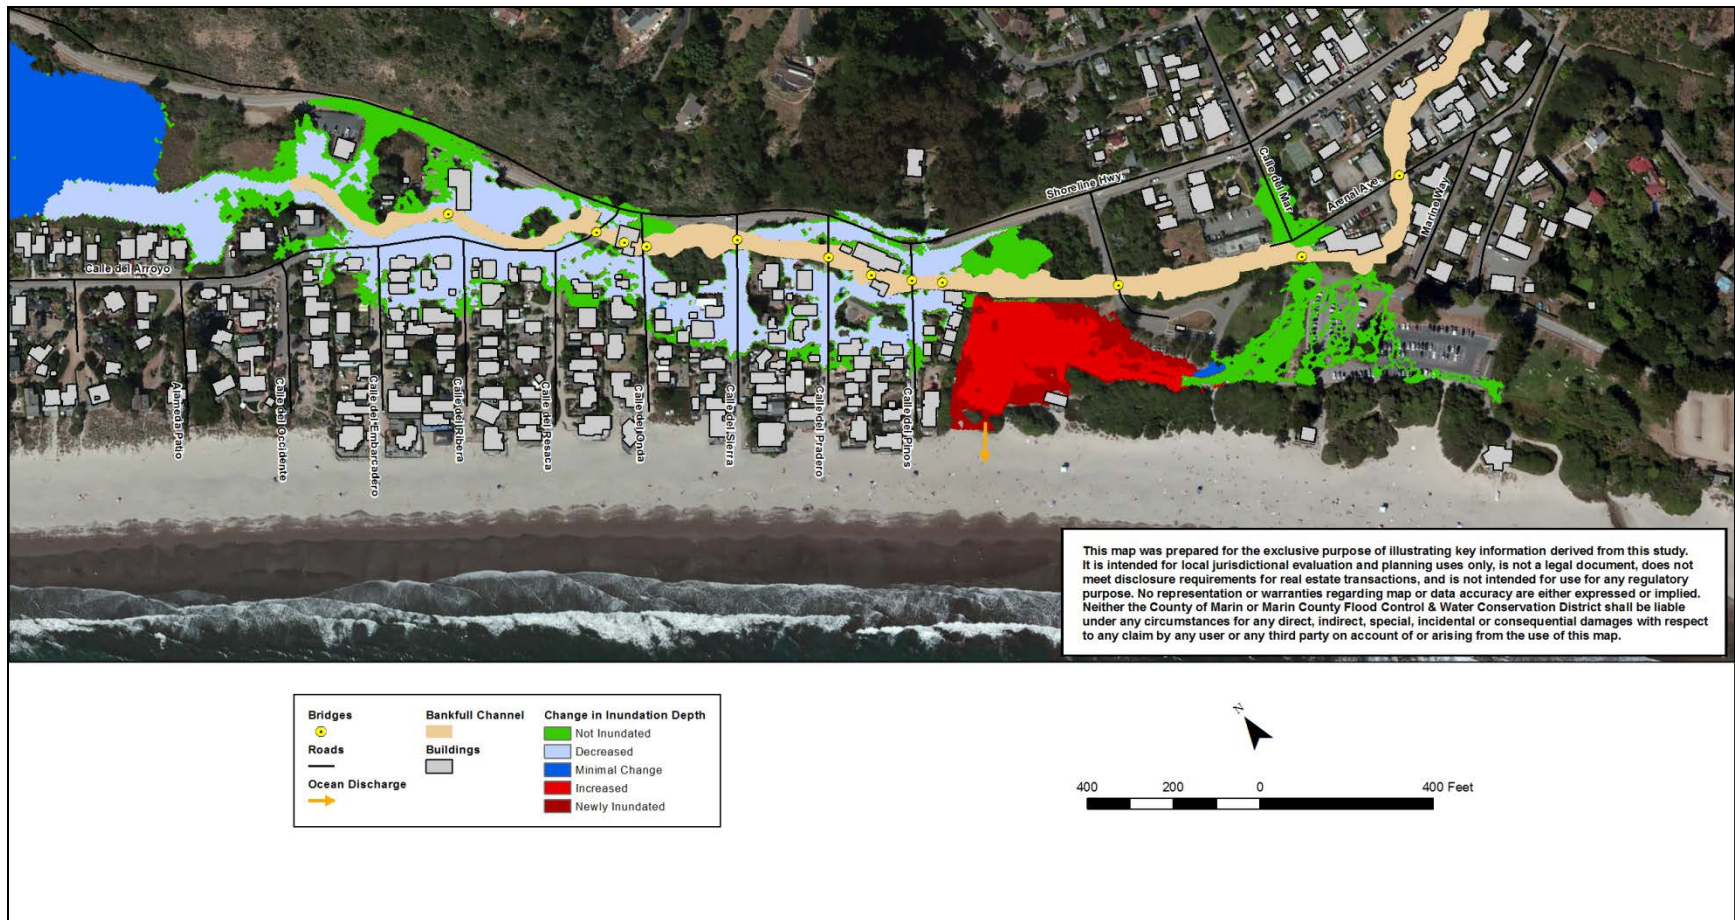 Shoreline Hwy.
Calle del Mar
Arenal Ave.
Marine Way
Calle del Arroyo
Alameda Patio
Calle del Occidente
Calle del Embarcadero
Calle del Ribera
Calle del Resaca
Calle del Onda
Calle del Sierra
Calle del Pradero
Calle del Pinos
This map was prepared for the exclusive purpose of illustrating key information derived from this study.
It is intended for local jurisdictional evaluation and planning uses only, is not a legal document, does not
meet disclosure requirements for real estate transactions, and is not intended for use for any regulatory
purpose. No representation or warranties regarding map or data accuracy are either expressed or implied.
Neither the County of Marin or Marin County Flood Control & Water Conservation District shall be liable
under any circumstances for any direct, indirect, special, incidental or consequential damages with respect
to any claim by any user or any third party on account of or arising from the use of this map.
Bridges
Roads
Ocean Discharge
Bankfull Channel
Buildings
Change in Inundation Depth
Not Inundated
Decreased
Minimal Change
Increased
Newly Inundated
N
400 200 0 400 Feet